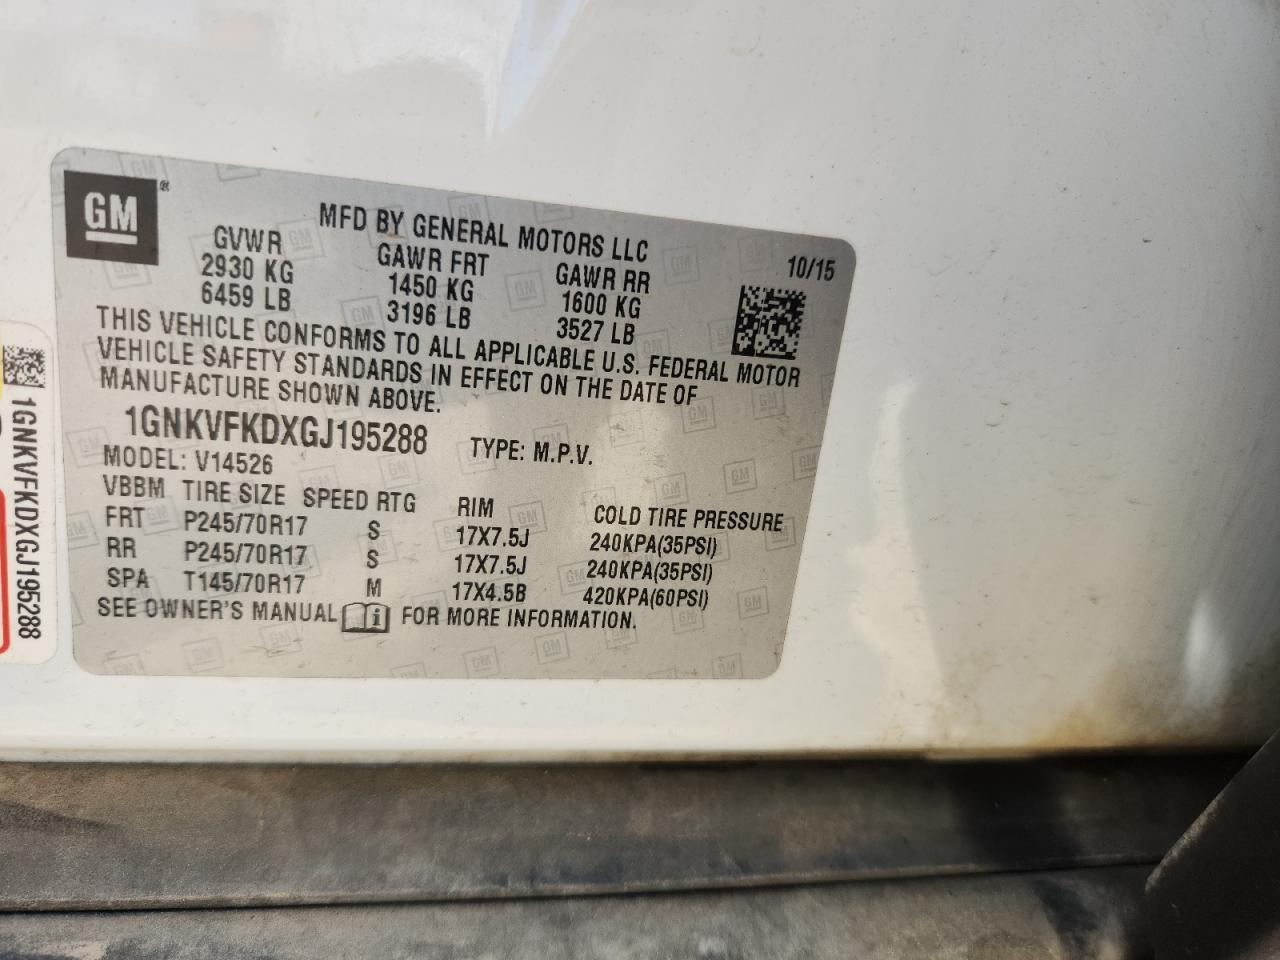 GM ®
MFD BY GENERAL MOTORS LLC
10/15
GVWR GAWR FRT GAWR RR
2930 KG 1450 KG 1600 KG
6459 LB 3196 LB 3527 LB
THIS VEHICLE CONFORMS TO ALL APPLICABLE U.S. FEDERAL MOTOR
VEHICLE SAFETY STANDARDS IN EFFECT ON THE DATE OF
MANUFACTURE SHOWN ABOVE.
1GNKVFKDXGJ195288 TYPE: M.P.V.
MODEL: V14526
VBBM TIRE SIZE SPEED RTG RIM COLD TIRE PRESSURE
FRT P245/70R17 S 17X7.5J 240KPA(35PSI)
RR P245/70R17 S 17X7.5J 240KPA(35PSI)
SPA T145/70R17 M 17X4.5B 420KPA(60PSI)
SEE OWNER'S MANUAL i FOR MORE INFORMATION.
1GNKVFKDXGJ195288